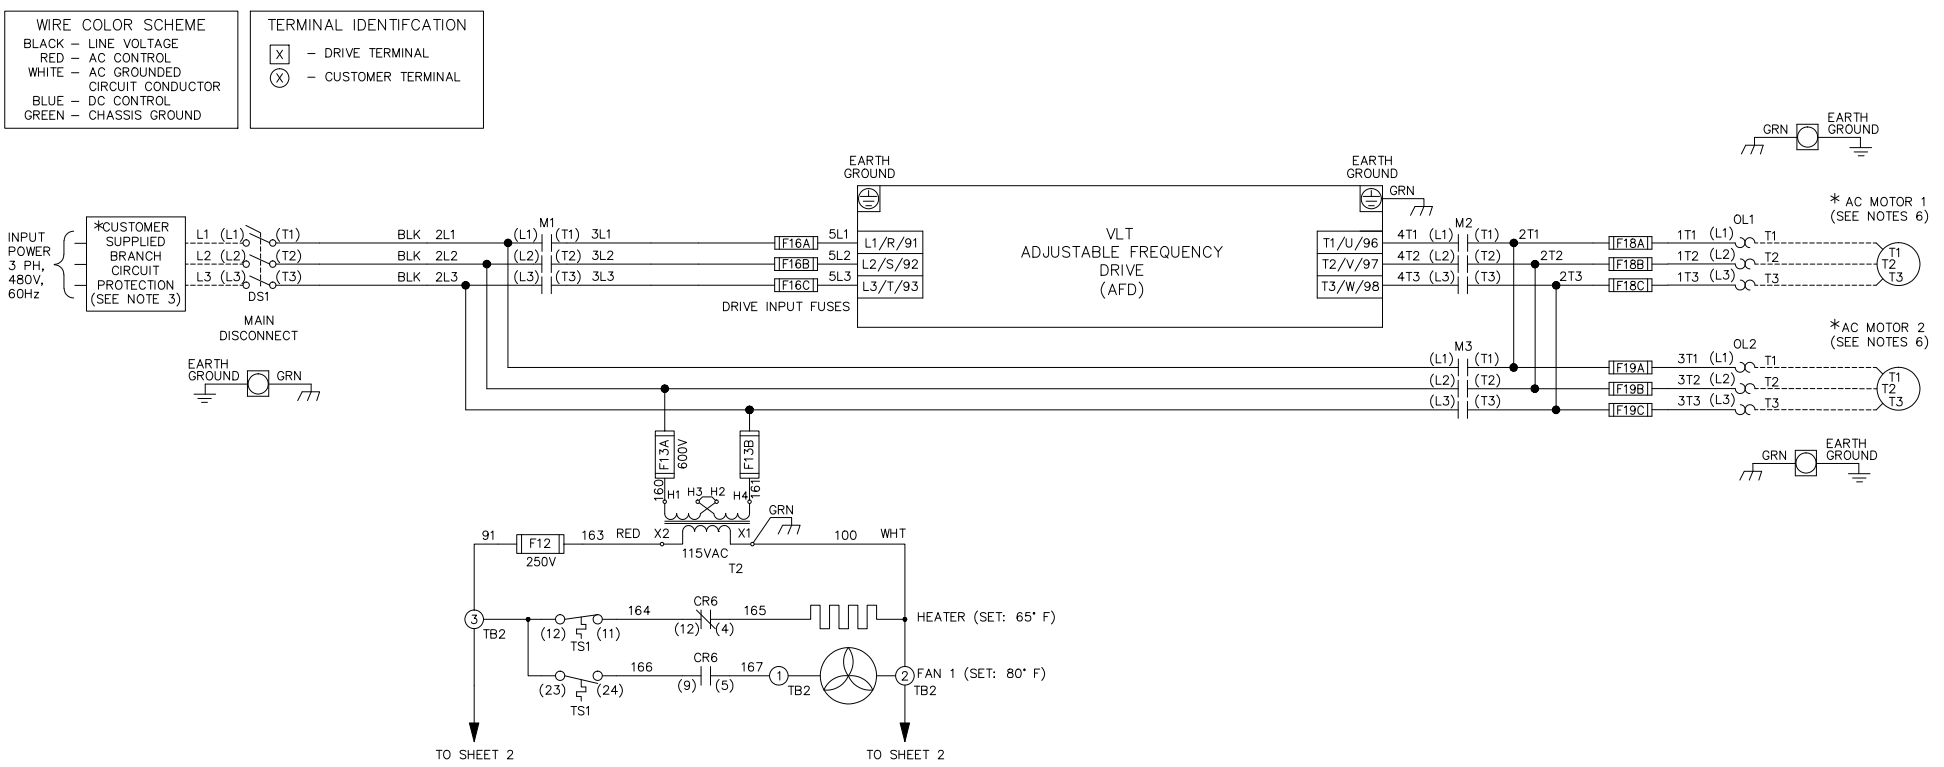 WIRE COLOR SCHEME
BLACK – LINE VOLTAGE
RED – AC CONTROL
WHITE – AC GROUNDED
CIRCUIT CONDUCTOR
BLUE – DC CONTROL
GREEN – CHASSIS GROUND
TERMINAL IDENTIFCATION
X – DRIVE TERMINAL
X – CUSTOMER TERMINAL
INPUT
POWER
3 PH,
480V,
60Hz
*CUSTOMER
SUPPLIED
BRANCH
CIRCUIT
PROTECTION
(SEE NOTE 3)
L1 (L1) (T1) BLK 2L1 (L1) M1 (T1) 3L1 F16A 5L1 L1/R/91
L2 (L2) (T2) BLK 2L2 (L2) (T2) 3L2 F16B 5L2 L2/S/92
L3 (L3) (T3) BLK 2L3 (L3) (T3) 3L3 F16C 5L3 L3/T/93
DS1
MAIN
DISCONNECT
DRIVE INPUT FUSES
EARTH
GROUND
VLT
ADJUSTABLE FREQUENCY
DRIVE
(AFD)
EARTH
GROUND
GRN
T1/U/96 4T1 (L1) M2 (T1) 2T1 F18A 1T1 (L1) OL1 T1
T2/V/97 4T2 (L2) (T2) 2T2 F18B 1T2 (L2) T2
T3/W/98 4T3 (L3) (T3) 2T3 F18C 1T3 (L3) T3
GRN
EARTH
GROUND
* AC MOTOR 1
(SEE NOTES 6)
T1
T2
T3
*AC MOTOR 2
(SEE NOTES 6)
M3
(L1) (T1) F19A 3T1 (L1) OL2 T1
(L2) (T2) F19B 3T2 (L2) T2
(L3) (T3) F19C 3T3 (L3) T3
T1
T2
T3
GRN
EARTH
GROUND
EARTH
GROUND
GRN
F13A
600V
F13B
160
161
H1 H3 H2 H4
GRN
91 F12 163 RED X2 X1 100 WHT
250V
115VAC
T2
3
TB2
164 CR6 165
(12) (11) (12) (4)
TS1
HEATER (SET: 65° F)
166 CR6 167 1
(23) (24) (9) (5) TB2
TS1
2 FAN 1 (SET: 80° F)
TB2
TO SHEET 2
TO SHEET 2